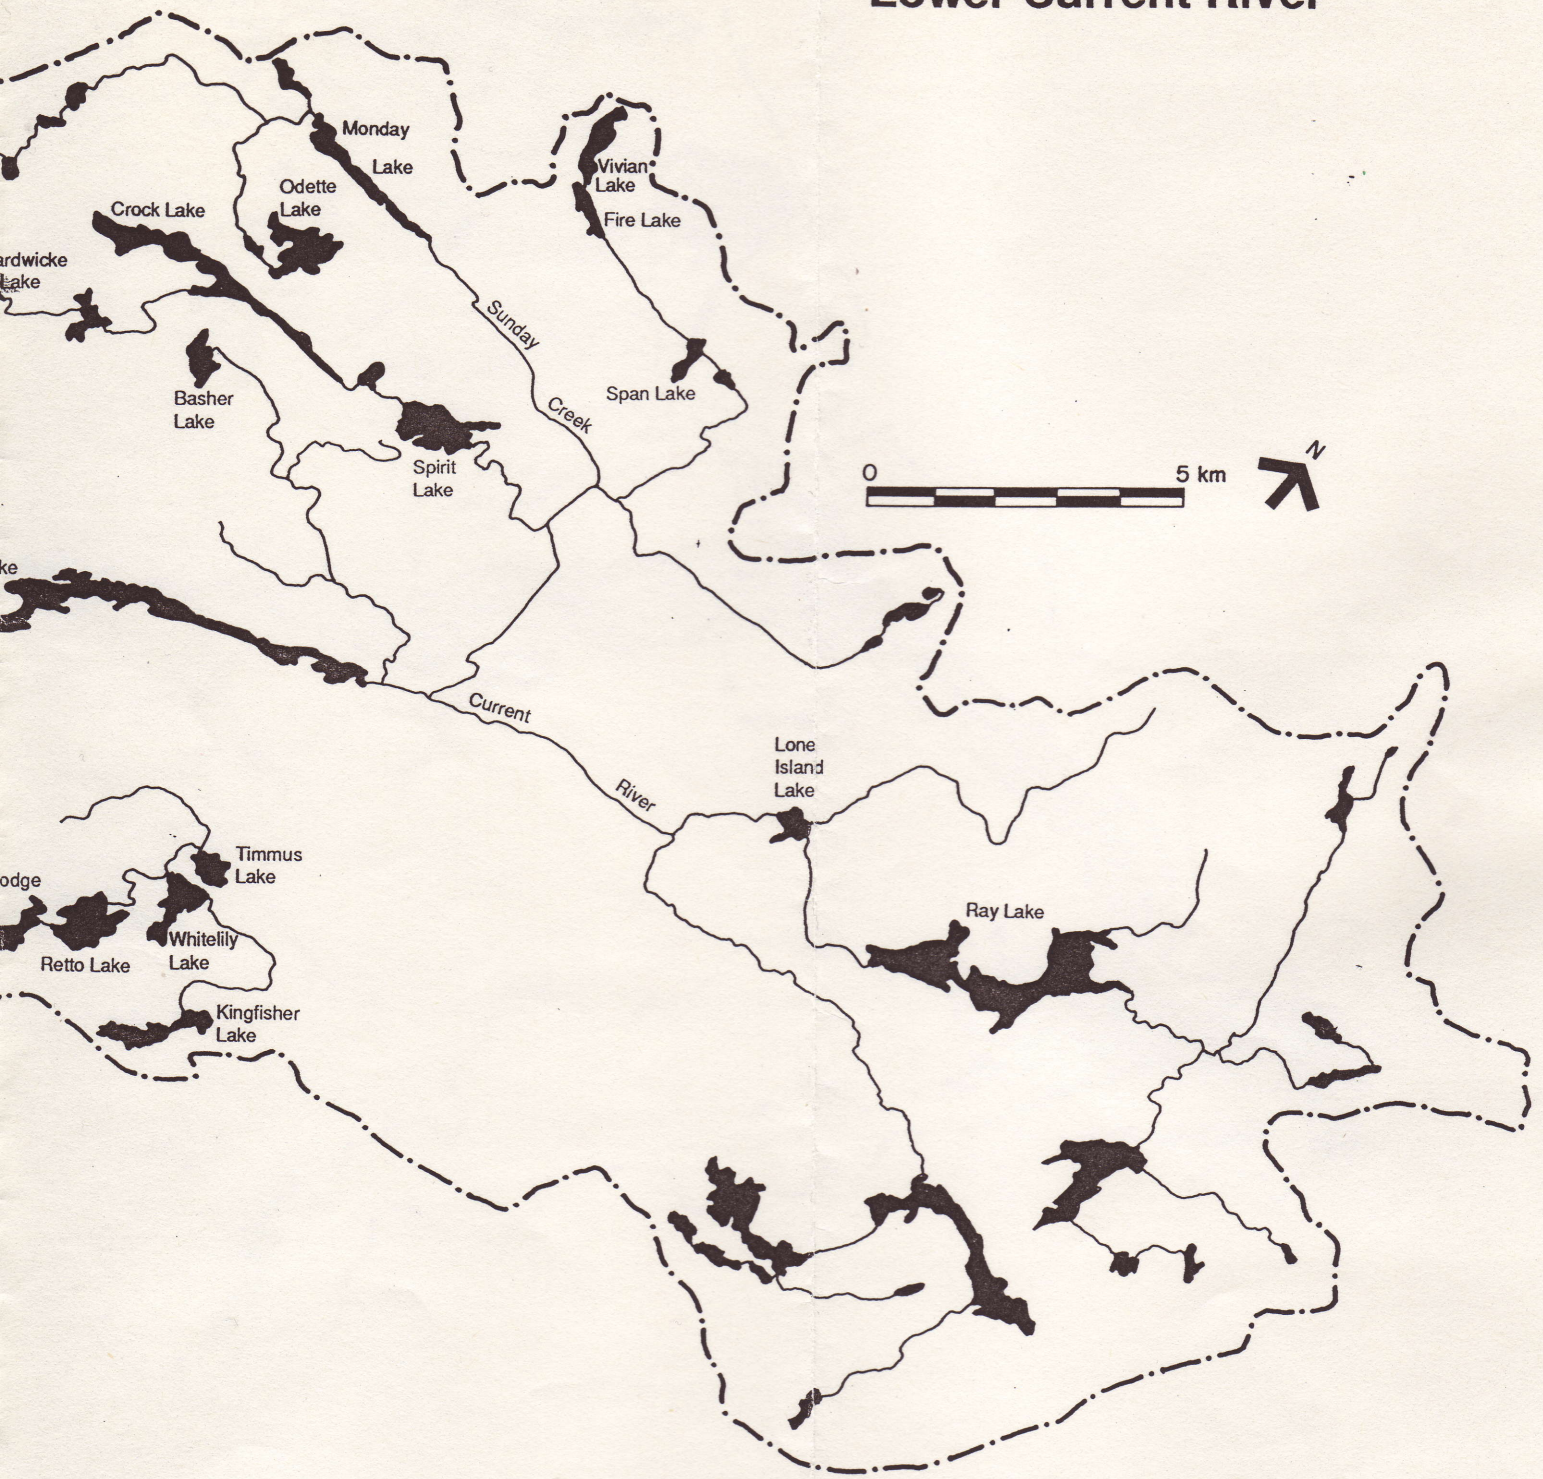 Lower Current River
Monday
Lake
Vivian
Lake
Odette
Lake
Crock Lake
Fire Lake
ardwicke
Lake
Sunday
Creek
Basher
Lake
Span Lake
Spirit
Lake
0 5 km
N
ke
Current
River
Lone
Island
Lake
Timmus
Lake
odge
Ray Lake
Whitelily
Lake
Retto Lake
Kingfisher
Lake